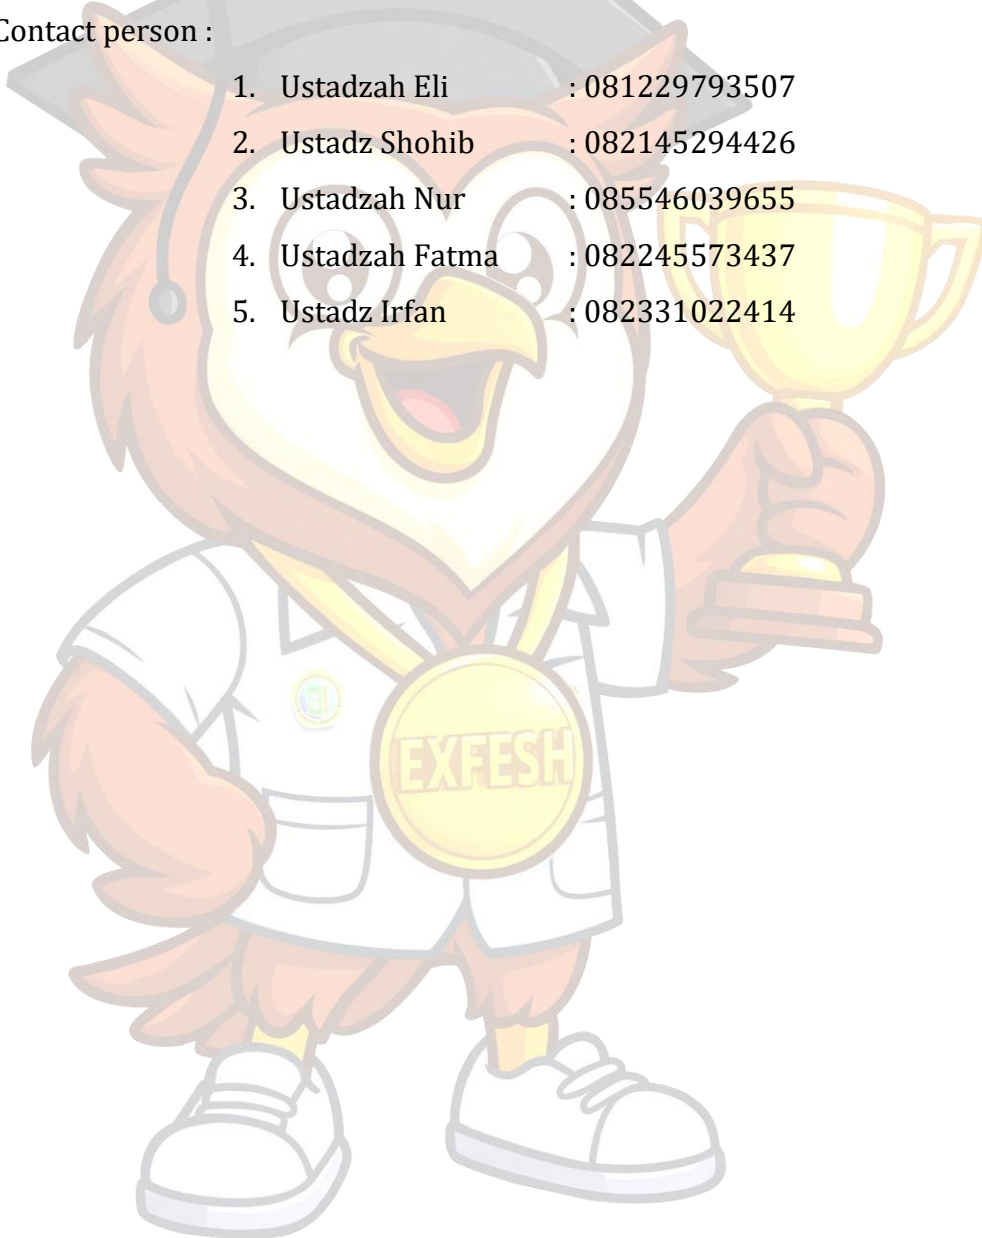 Contact person :
1. Ustadzah Eli : 081229793507
2. Ustadz Shohib : 082145294426
3. Ustadzah Nur : 085546039655
4. Ustadzah Fatma : 082245573437
5. Ustadz Irfan : 082331022414
EXFESH